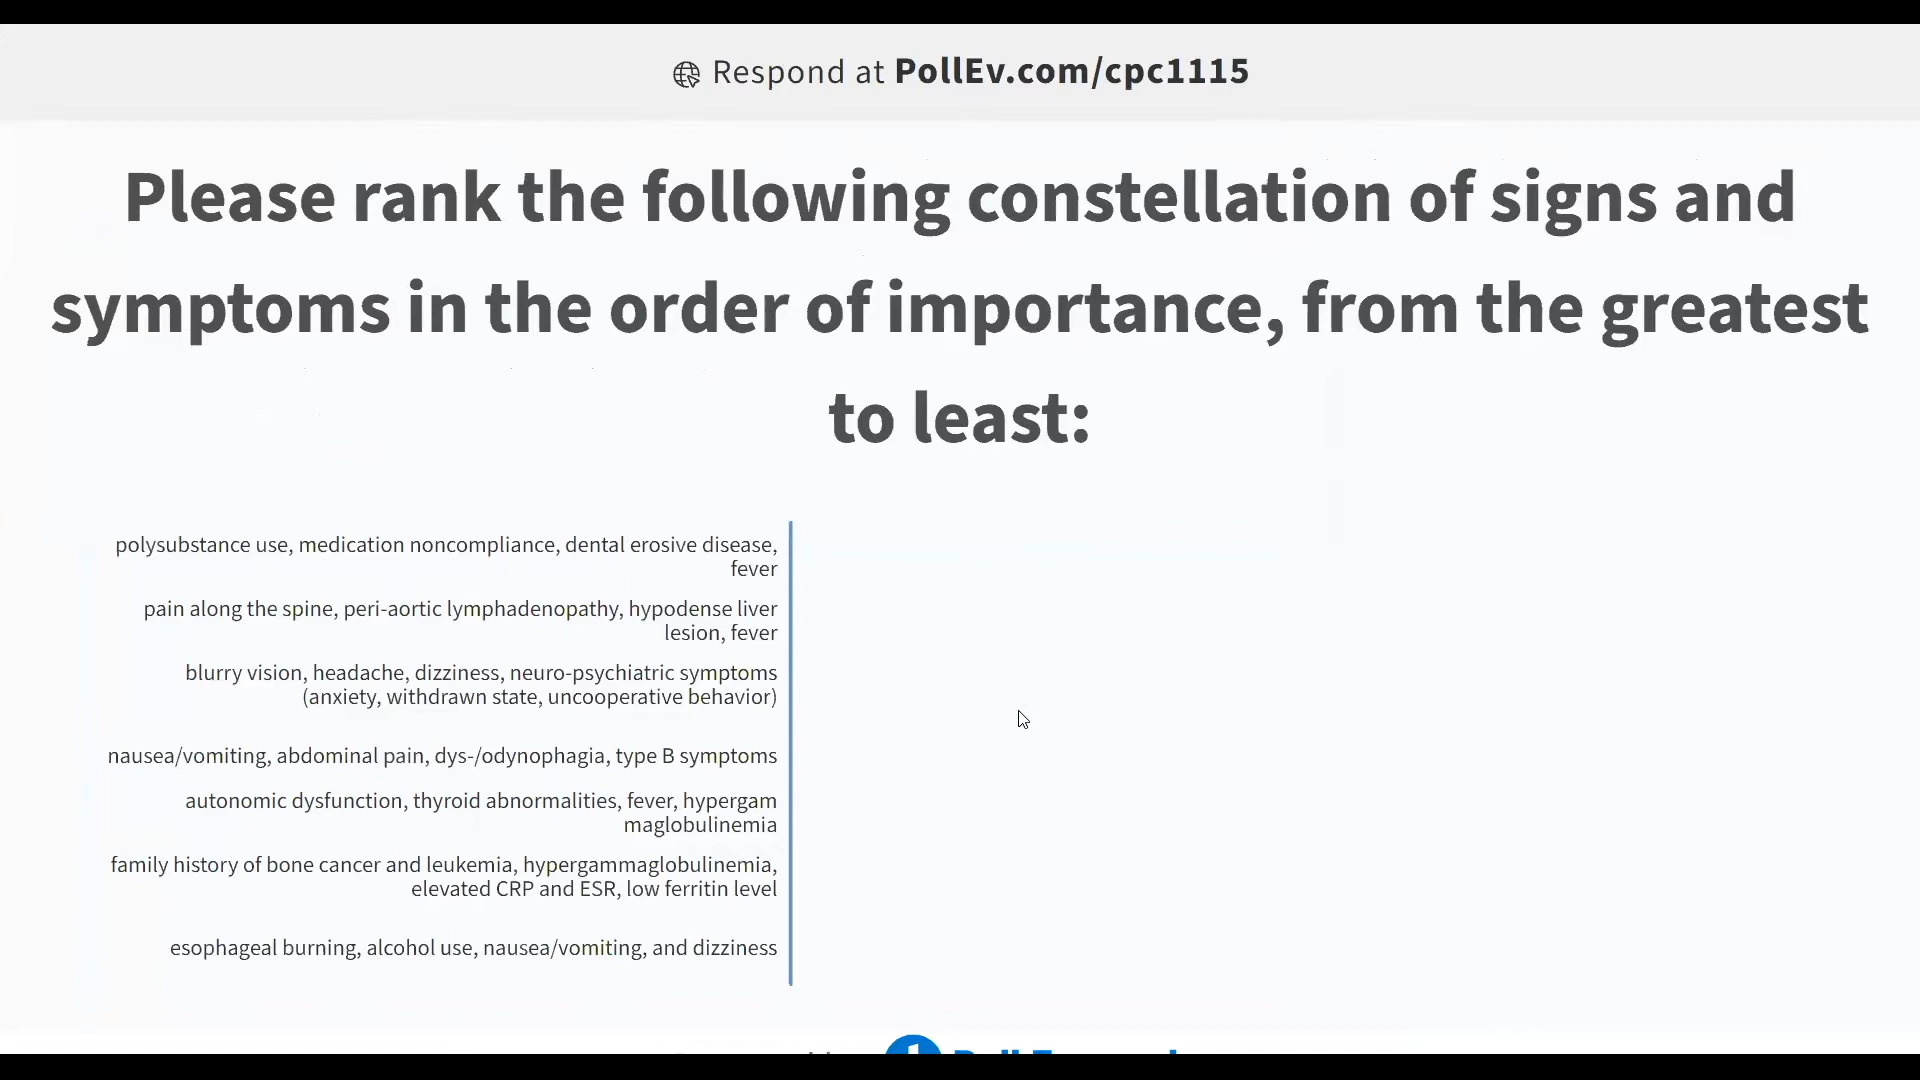 Respond at PollEv.com/cpc1115
Please rank the following constellation of signs and
symptoms in the order of importance, from the greatest
to least:
polysubstance use, medication noncompliance, dental erosive disease,
fever
pain along the spine, peri-aortic lymphadenopathy, hypodense liver
lesion, fever
blurry vision, headache, dizziness, neuro-psychiatric symptoms
(anxiety, withdrawn state, uncooperative behavior)
nausea/vomiting, abdominal pain, dys-/odynophagia, type B symptoms
autonomic dysfunction, thyroid abnormalities, fever, hypergam
maglobulinemia
family history of bone cancer and leukemia, hypergammaglobulinemia,
elevated CRP and ESR, low ferritin level
esophageal burning, alcohol use, nausea/vomiting, and dizziness